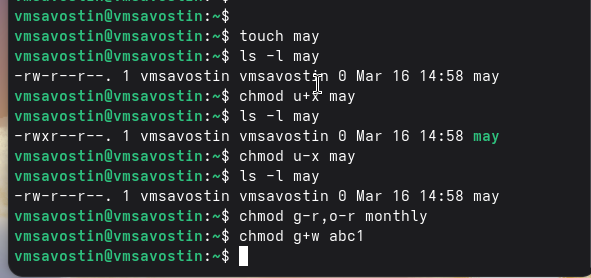 vmsavostin@vmsavostin:~$
vmsavostin@vmsavostin:~$ touch may
vmsavostin@vmsavostin:~$ ls -l may
-rw-r--r--. 1 vmsavostin vmsavostin 0 Mar 16 14:58 may
vmsavostin@vmsavostin:~$ chmod u+x may
vmsavostin@vmsavostin:~$ ls -l may
-rwxr--r--. 1 vmsavostin vmsavostin 0 Mar 16 14:58 may
vmsavostin@vmsavostin:~$ chmod u-x may
vmsavostin@vmsavostin:~$ ls -l may
-rw-r--r--. 1 vmsavostin vmsavostin 0 Mar 16 14:58 may
vmsavostin@vmsavostin:~$ chmod g-r,o-r monthly
vmsavostin@vmsavostin:~$ chmod g+w abc1
vmsavostin@vmsavostin:~$